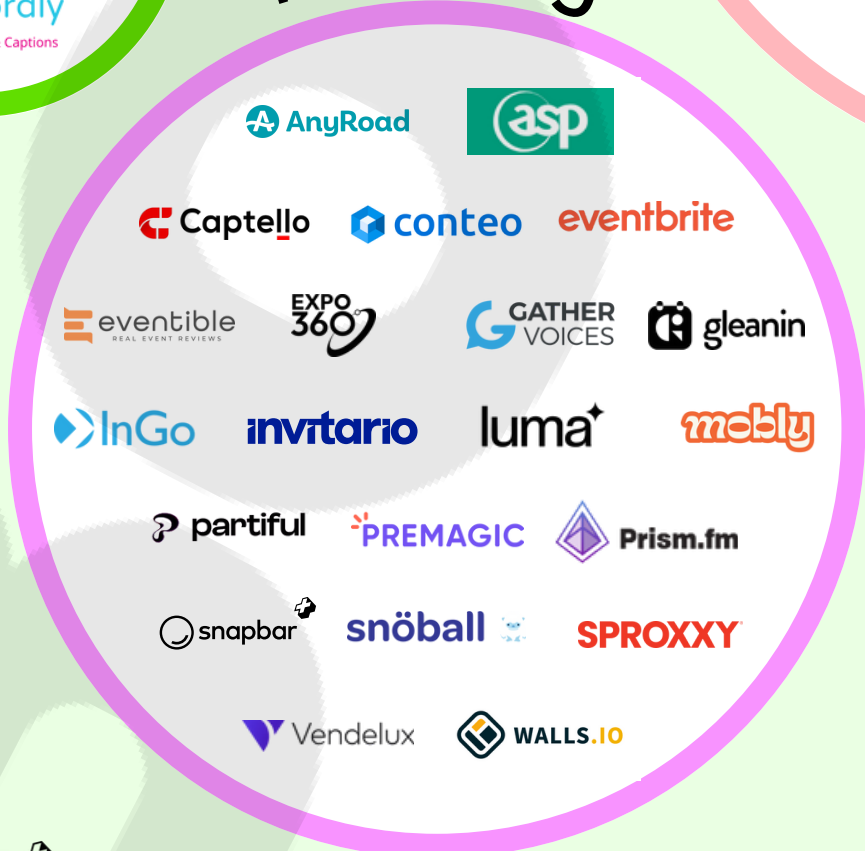 Captions
AnyRoad
asp
Captello
conteo
eventbrite
eventible
REAL EVENT REVIEWS
EXPO
360
GATHER
VOICES
gleanin
InGo
invitario
luma
mobly
partiful
PREMAGIC
Prism.fm
snapbar
snöball
SPROXXY
Vendelux
WALLS.IO